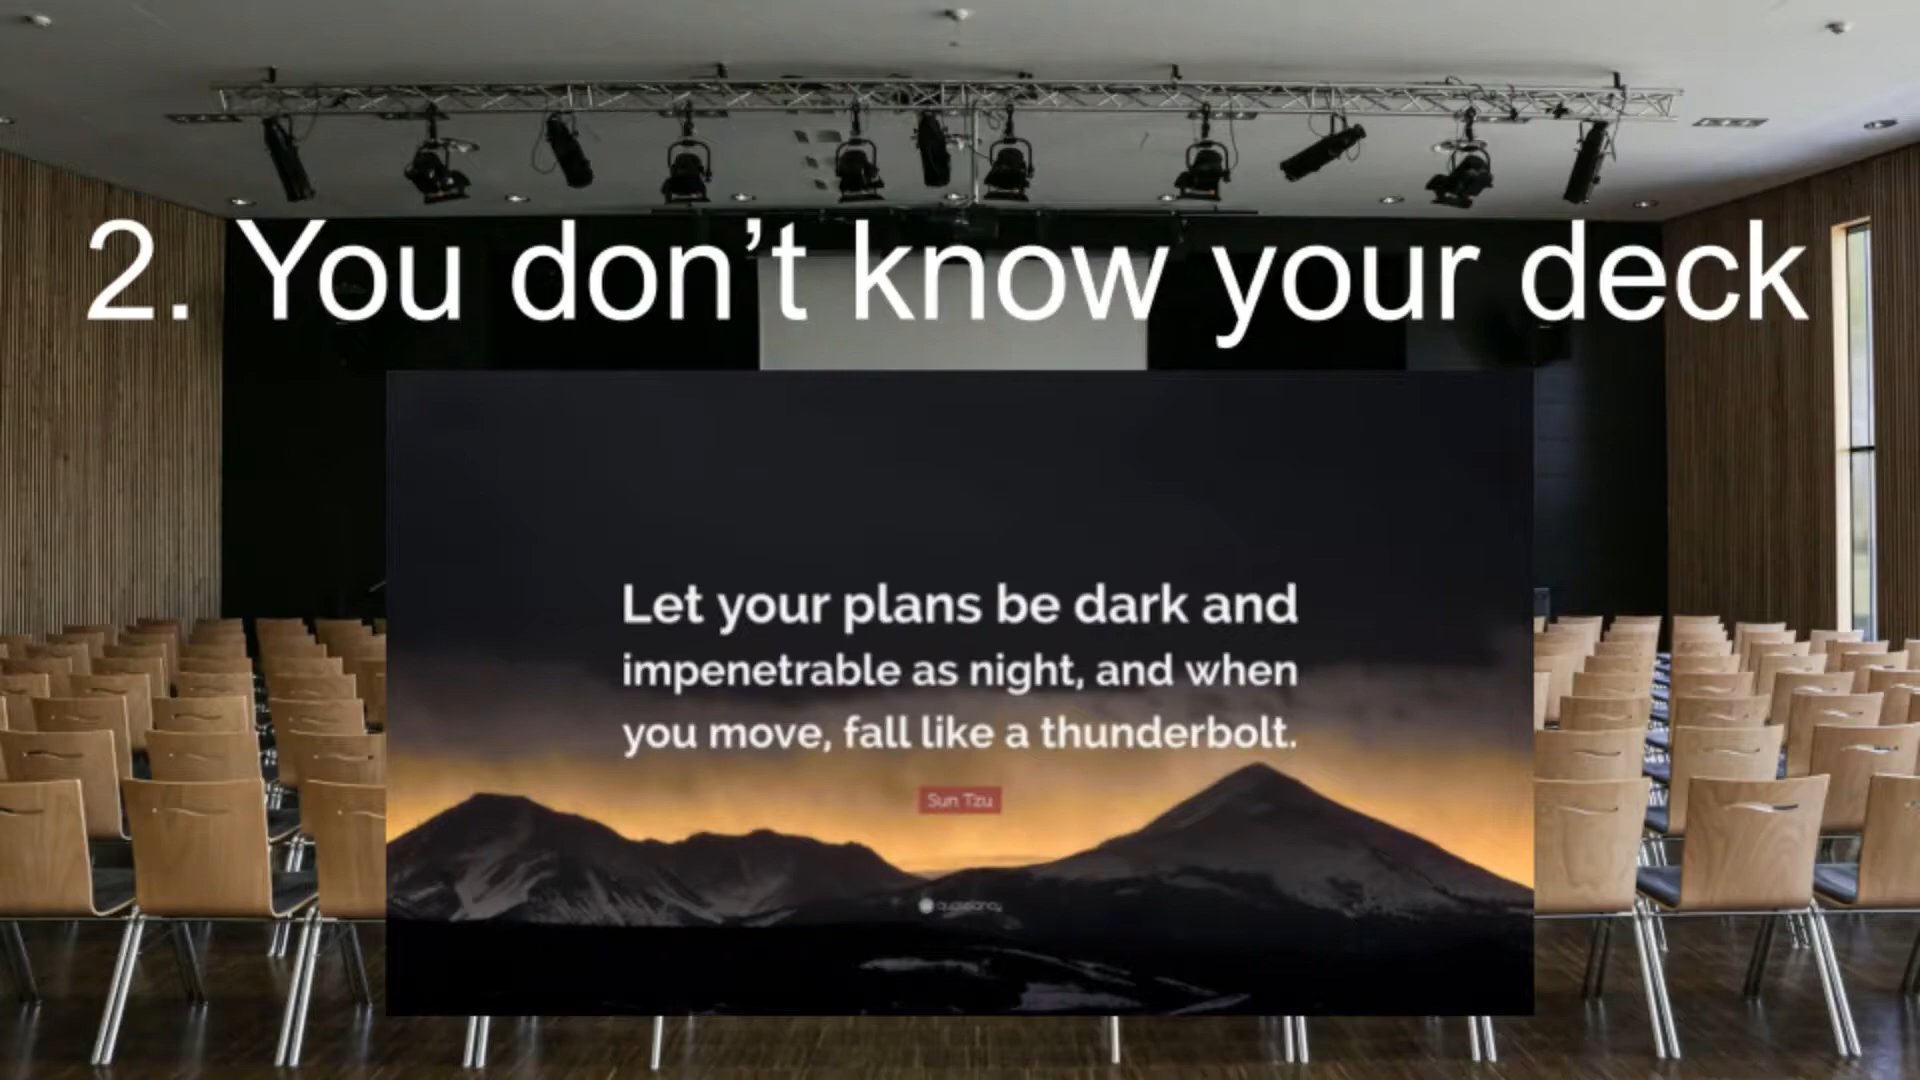 2. You don’t know your deck
Let your plans be dark and
impenetrable as night, and when
you move, fall like a thunderbolt.
Sun Tzu
quotefancy